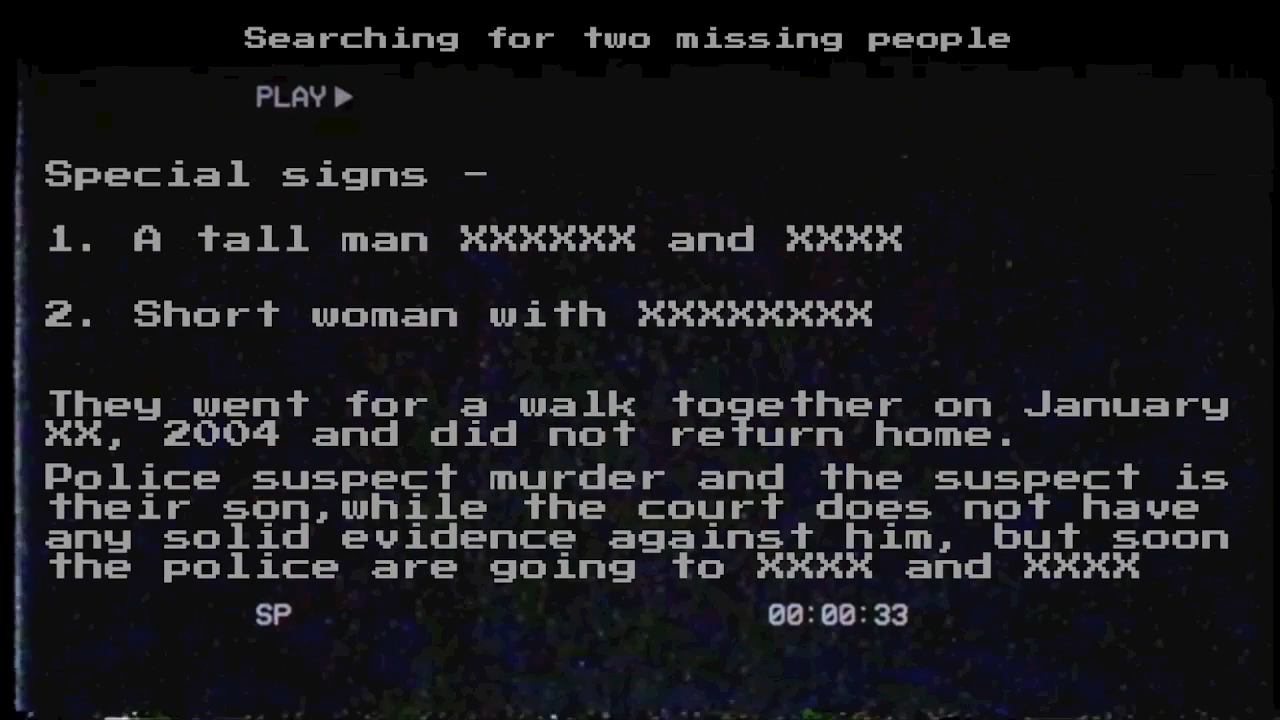 Searching for two missing people
PLAY
Special signs -
1. A tall man XXXXXX and XXXX
2. Short woman with XXXXXXXX
They went for a walk together on January
XX, 2004 and did not return home.
Police suspect murder and the suspect is
their son,while the court does not have
any solid evidence against him, but soon
the police are going to XXXX and XXXX
SP 00:00:33